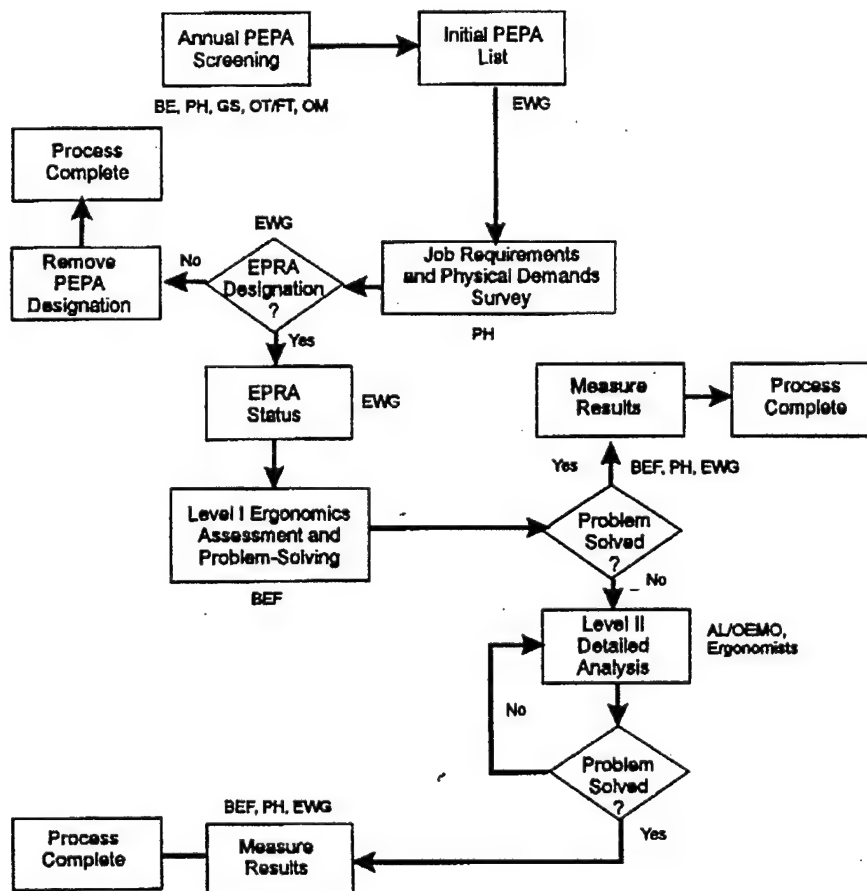 Annual PEPA
Screening
Initial PEPA
List
BE, PH, GS, OT/FT, OM
EWG
Process
Complete
EWG
Remove
PEPA
Designation
No
EPRA
Designation
?
Job Requirements
and Physical Demands
Survey
Yes
PH
EPRA
Status
EWG
Measure
Results
Process
Complete
Yes
BEF, PH, EWG
Level I Ergonomics
Assessment and
Problem-Solving
Problem
Solved
?
BEF
No
Level II
Detailed
Analysis
AL/OEMO,
Ergonomists
No
Problem
Solved
?
BEF, PH, EWG
Yes
Process
Complete
Measure
Results